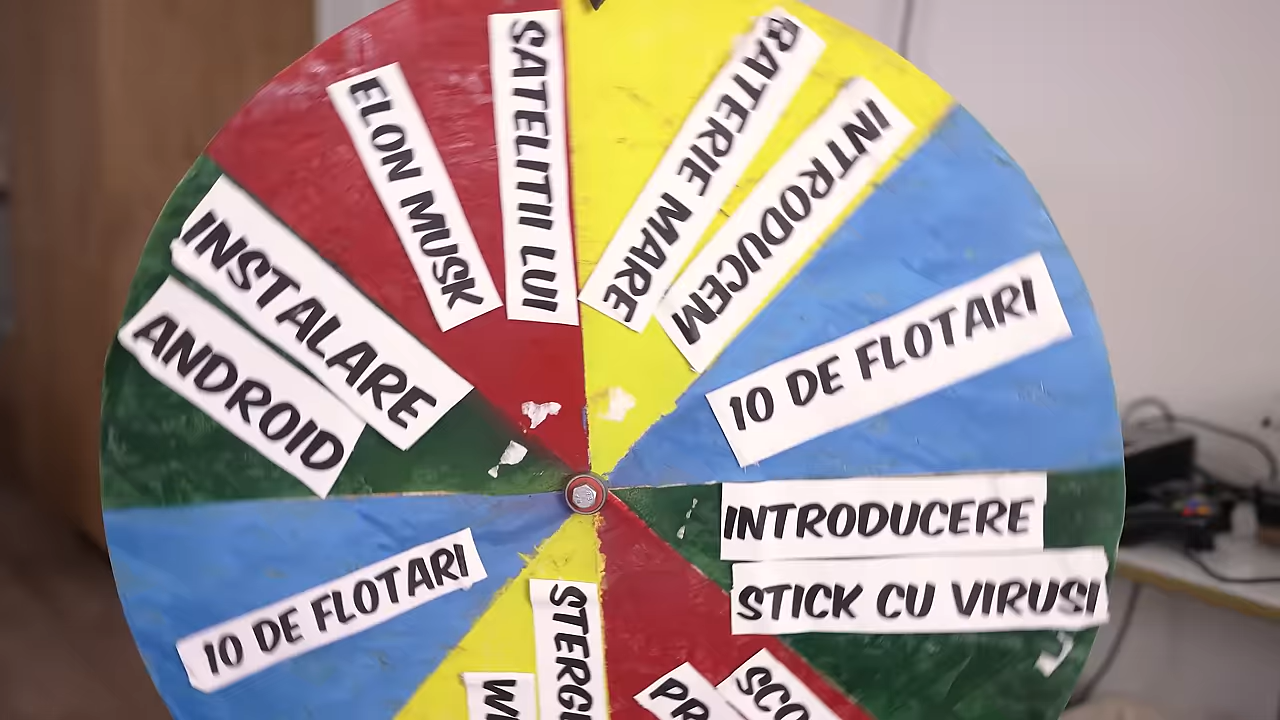 SATELITII LUI
ELON MUSK
INTRODUCEM
BATERIE MARE
INSTALARE
ANDROID
10 DE FLOTARI
INTRODUCERE
STICK CU VIRUSI
10 DE FLOTARI